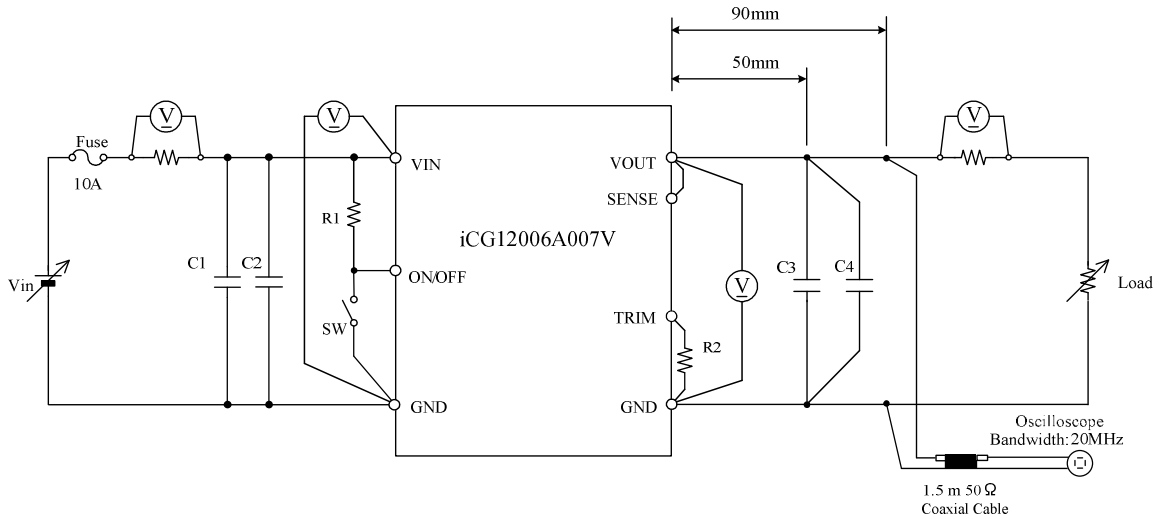 90mm
50mm
V
V
V
Fuse
10A
VIN
VOUT
R1
SENSE
iCG12006A007V
C1
C2
ON/OFF
C3
C4
Vin
V
Load
SW
TRIM
R2
GND
GND
Oscilloscope
Bandwidth:20MHz
1.5 m 50 Ω
Coaxial Cable